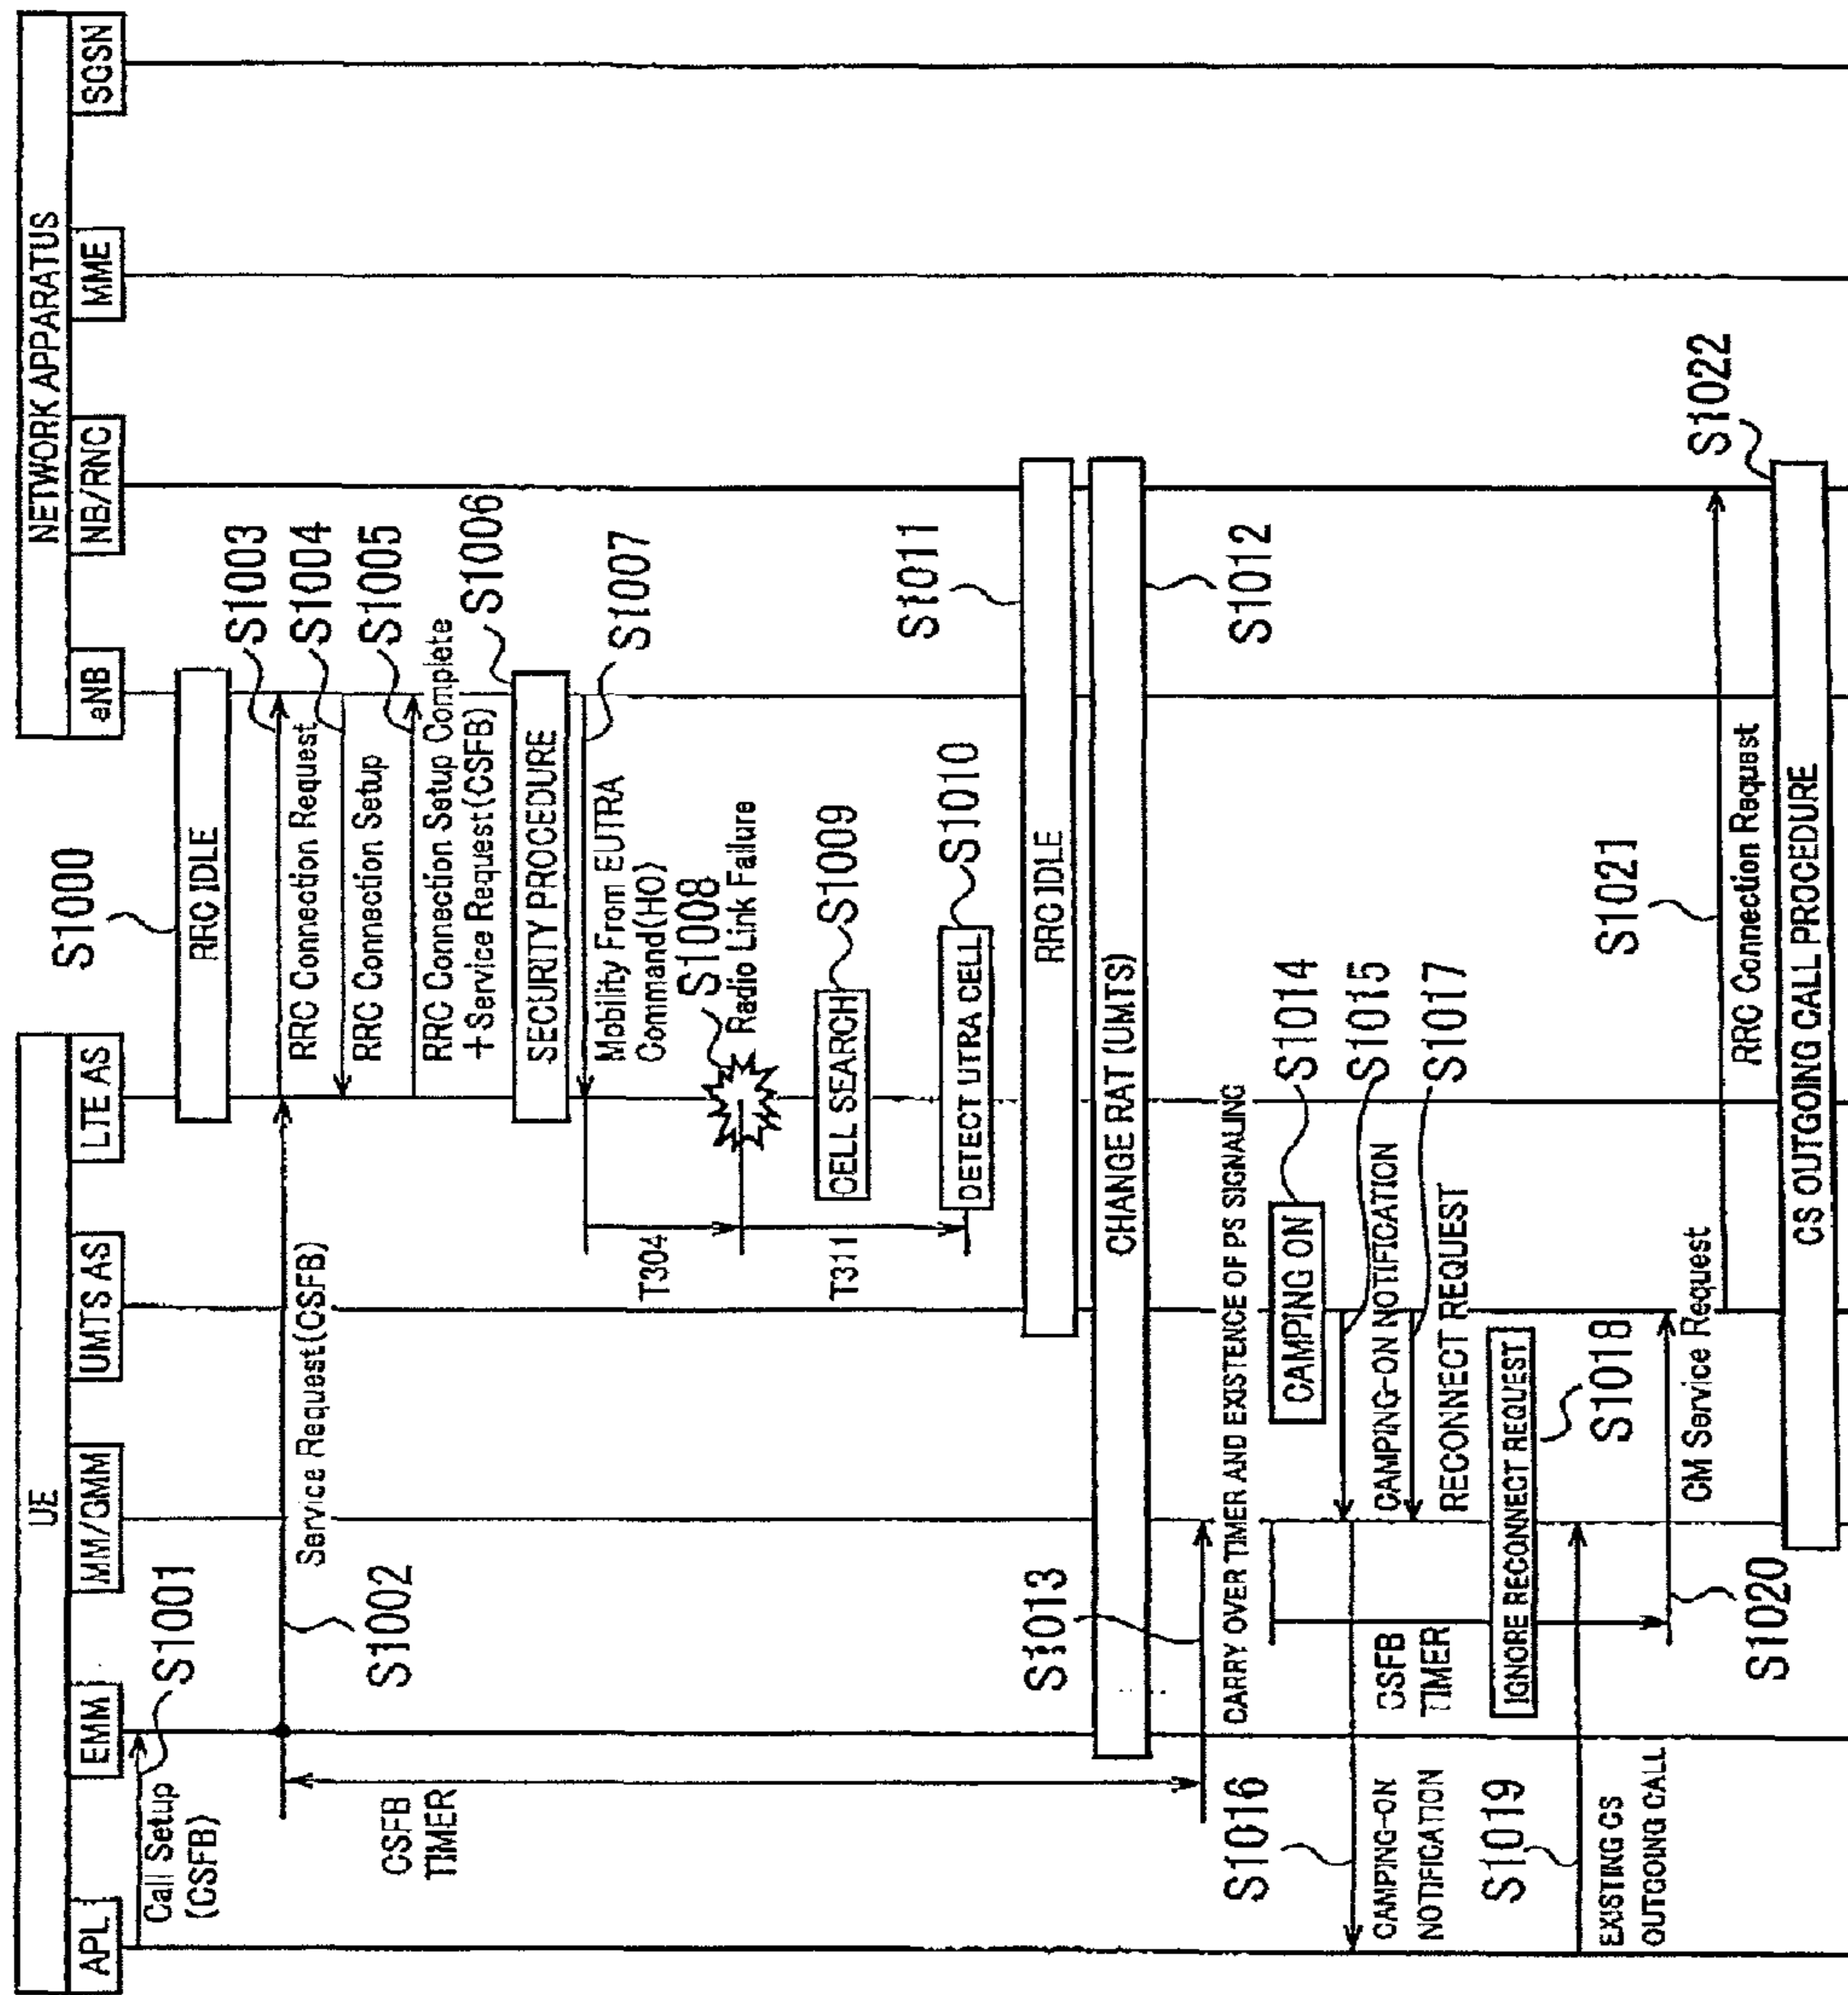 UE
NETWORK APPARATUS
APL
EMM
MM/GMM
UMTS AS
LTE AS
eNB
NB/RNC
MME
SGSN
S1000
Call Setup
(CSFB)
S1001
RRC IDLE
Service Request(CSFB)
S1002
S1003
RRC Connection Request
S1004
RRC Connection Setup
S1005
RRC Connection Setup Complete
+Service Request(CSFB)
CSFB
TIMER
S1006
SECURITY PROCEDURE
S1007
Mobility From EUTRA
Command(HO)
T304
S1008
Radio Link Failure
T311
CELL SEARCH
S1009
DETECT UTRA CELL
S1010
S1011
RRC IDLE
CHANGE RAT (UMTS)
S1012
S1013
CARRY OVER TIMER AND EXISTENCE OF PS SIGNALING
CAMPING ON
S1014
S1015
CAMPING-ON NOTIFICATION
S1016
CAMPING-ON
NOTIFICATION
S1017
RECONNECT REQUEST
CSFB
TIMER
IGNORE RECONNECT REQUEST
S1018
S1019
EXISTING CS
OUTGOING CALL
CM Service Request
S1020
S1021
RRC Connection Request
S1022
CS OUTGOING CALL PROCEDURE